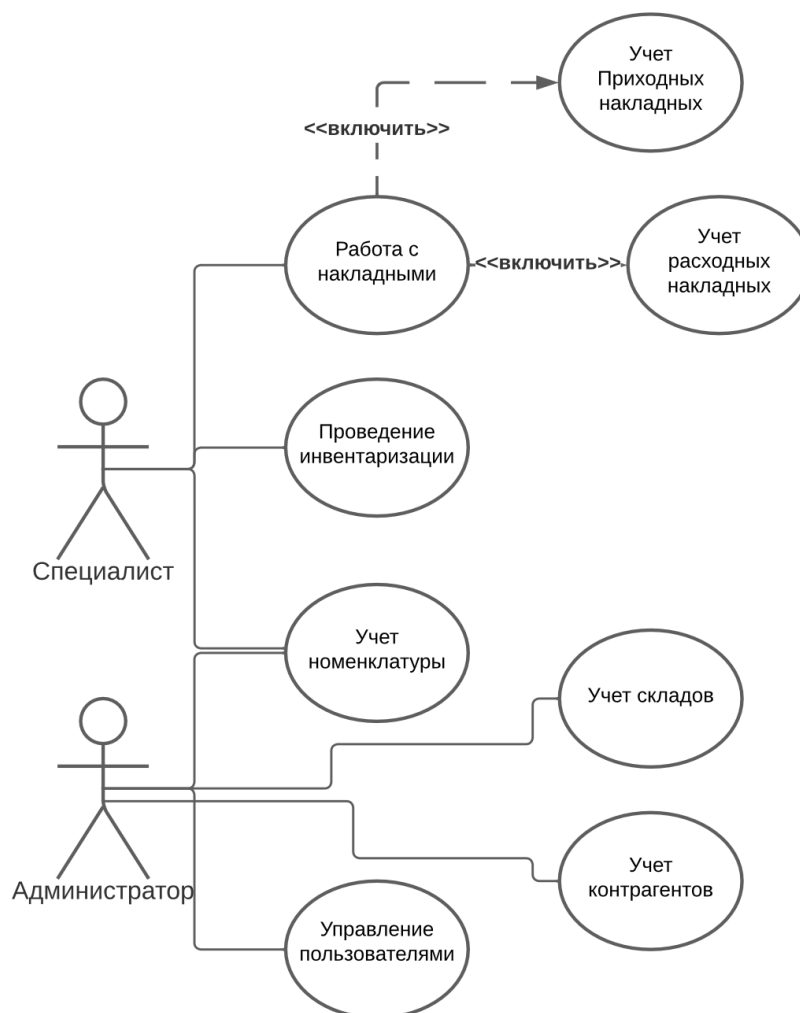 Учет
Приходных
накладных
<<включить>>
Работа с
накладными
<<включить>>
Учет
расходных
накладных
Проведение
инвентаризации
Специалист
Учет
номенклатуры
Учет складов
Учет
контрагентов
Администратор
Управление
пользователями